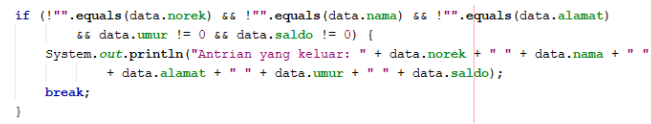 if (!"".equals(data.norek) && !"".equals(data.nama) && !"".equals(data.alamat)
&& data.umur != 0 && data.saldo != 0) {
System.out.println("Antrian yang keluar: " + data.norek + " " + data.nama + " "
+ data.alamat + " " + data.umur + " " + data.saldo);
break;
}